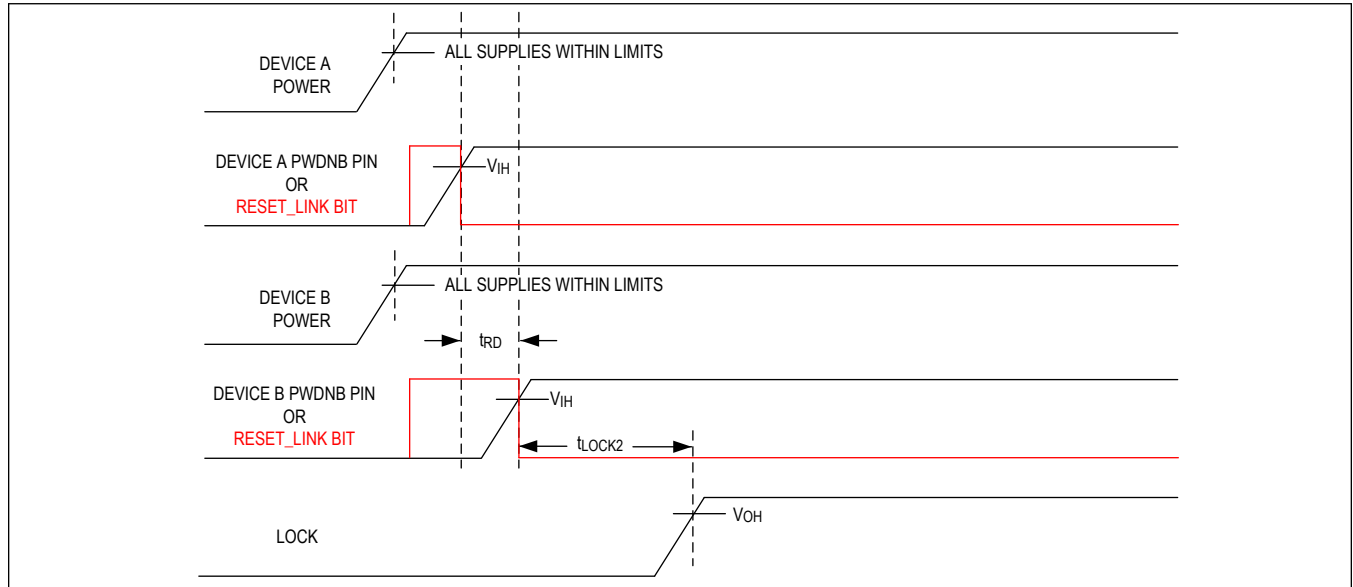 DEVICE A
POWER
ALL SUPPLIES WITHIN LIMITS
DEVICE A PWDNB PIN
OR
RESET_LINK BIT
VIH
DEVICE B
POWER
ALL SUPPLIES WITHIN LIMITS
tRD
DEVICE B PWDNB PIN
OR
RESET_LINK BIT
VIH
tLOCK2
LOCK
VOH